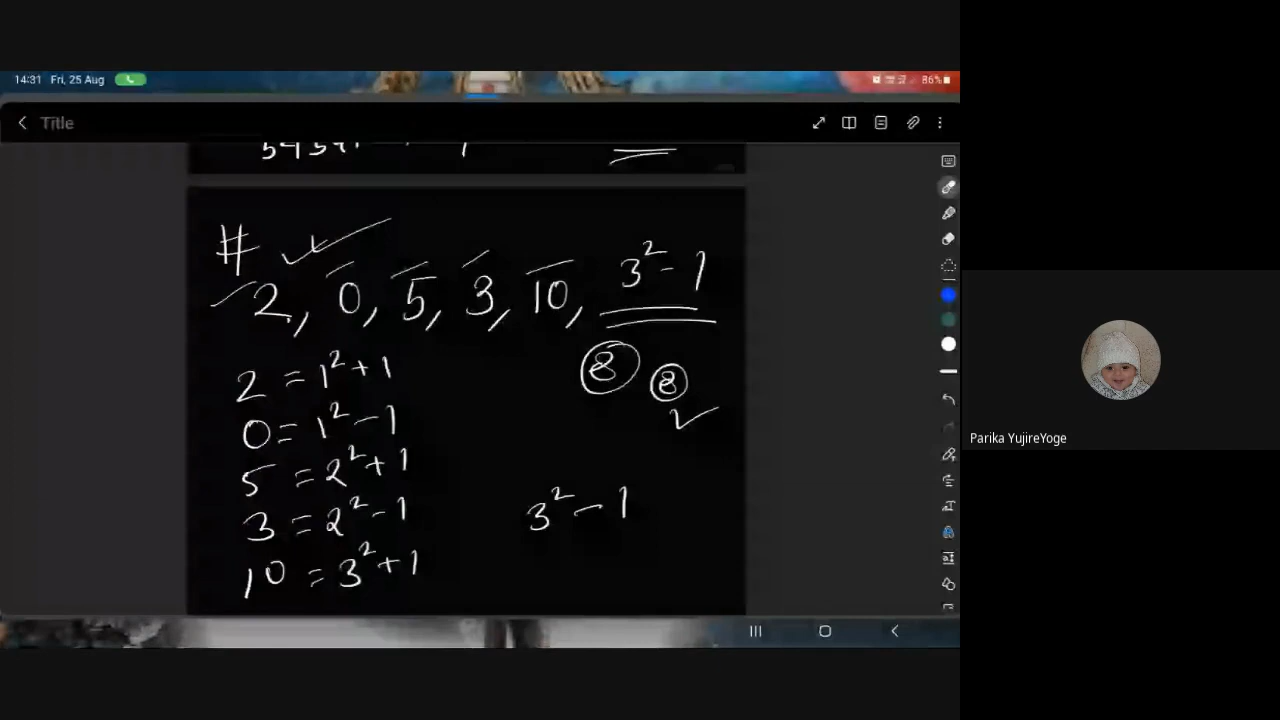 14:31 Fri, 25 Aug
86%
Title
#
2, 0, 5, 3, 10, 3² - 1
8 8
2 = 1² + 1
0 = 1² - 1
5 = 2² + 1
3 = 2² - 1
3² - 1
10 = 3² + 1
Parika YujireYoge